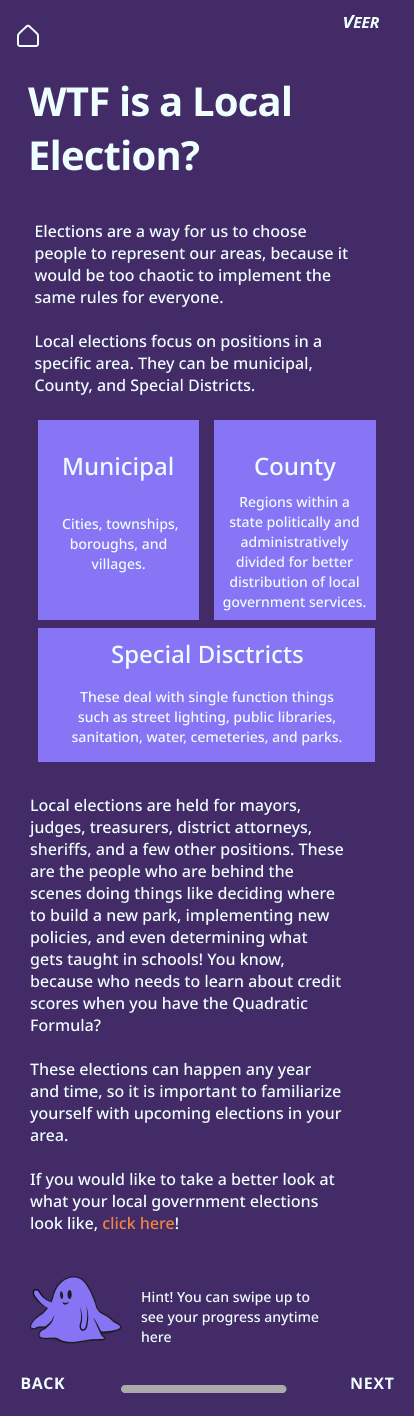 VEER
WTF is a Local
Election?
Elections are a way for us to choose
people to represent our areas, because it
would be too chaotic to implement the
same rules for everyone.
Local elections focus on positions in a
specific area. They can be municipal,
County, and Special Districts.
Municipal
Cities, townships,
boroughs, and
villages.
County
Regions within a
state politically and
administratively
divided for better
distribution of local
government services.
Special Disctricts
These deal with single function things
such as street lighting, public libraries,
sanitation, water, cemeteries, and parks.
Local elections are held for mayors,
judges, treasurers, district attorneys,
sheriffs, and a few other positions. These
are the people who are behind the
scenes doing things like deciding where
to build a new park, implementing new
policies, and even determining what
gets taught in schools! You know,
because who needs to learn about credit
scores when you have the Quadratic
Formula?
These elections can happen any year
and time, so it is important to familiarize
yourself with upcoming elections in your
area.
If you would like to take a better look at
what your local government elections
look like, click here!
Hint! You can swipe up to
see your progress anytime
here
BACK
NEXT